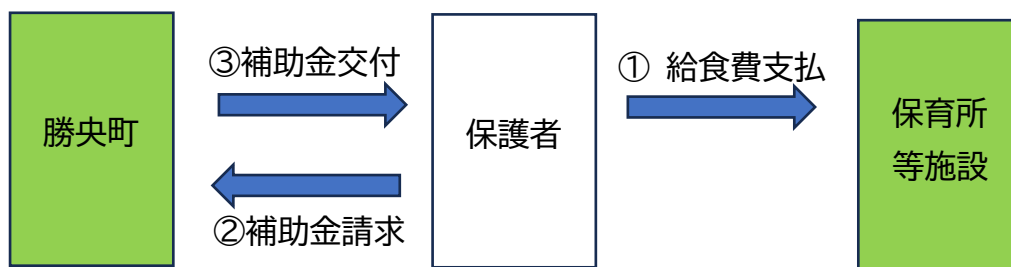 ③補助金交付
① 給食費支払
勝央町
保護者
保育所
等施設
②補助金請求